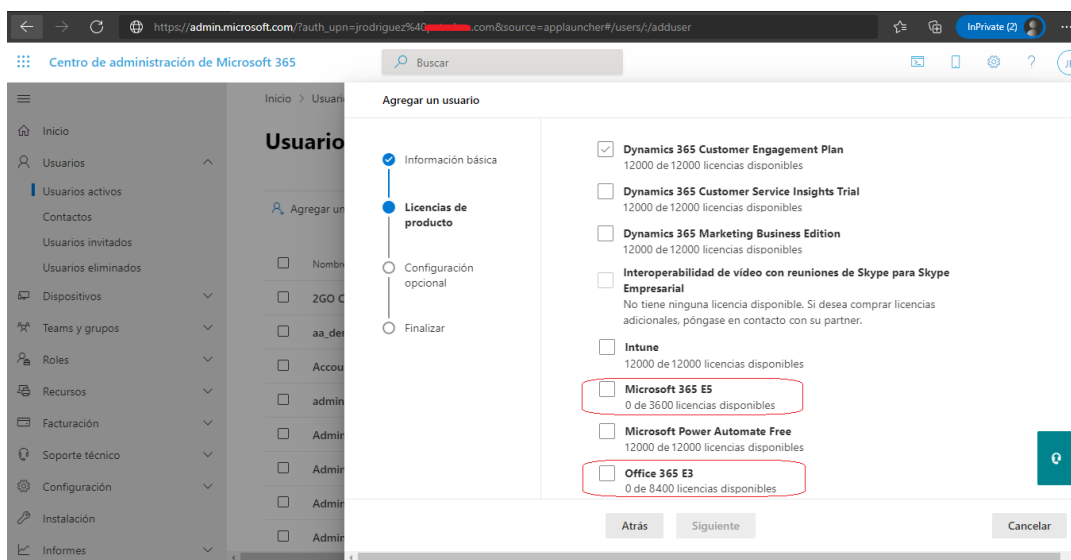 https://admin.microsoft.com/?auth_upn=jrodriguez%40 .com&source=applauncher#/users/:/adduser
InPrivate (2)
Centro de administración de Microsoft 365
Buscar
Inicio > Usuari
Agregar un usuario
Inicio
Usuarios
Usuarios activos
Contactos
Usuarios invitados
Usuarios eliminados
Dispositivos
Teams y grupos
Roles
Recursos
Facturación
Soporte técnico
Configuración
Instalación
Informes
Usuario
Agregar un
Nombre
2GO C
aa_der
Accou
admin
Admir
Admir
Admir
Admir
Información básica
Licencias de
producto
Configuración
opcional
Finalizar
Dynamics 365 Customer Engagement Plan
12000 de 12000 licencias disponibles
Dynamics 365 Customer Service Insights Trial
12000 de 12000 licencias disponibles
Dynamics 365 Marketing Business Edition
12000 de 12000 licencias disponibles
Interoperabilidad de vídeo con reuniones de Skype para Skype
Empresarial
No tiene ninguna licencia disponible. Si desea comprar licencias
adicionales, póngase en contacto con su partner.
Intune
12000 de 12000 licencias disponibles
Microsoft 365 E5
0 de 3600 licencias disponibles
Microsoft Power Automate Free
12000 de 12000 licencias disponibles
Office 365 E3
0 de 8400 licencias disponibles
Atrás
Siguiente
Cancelar